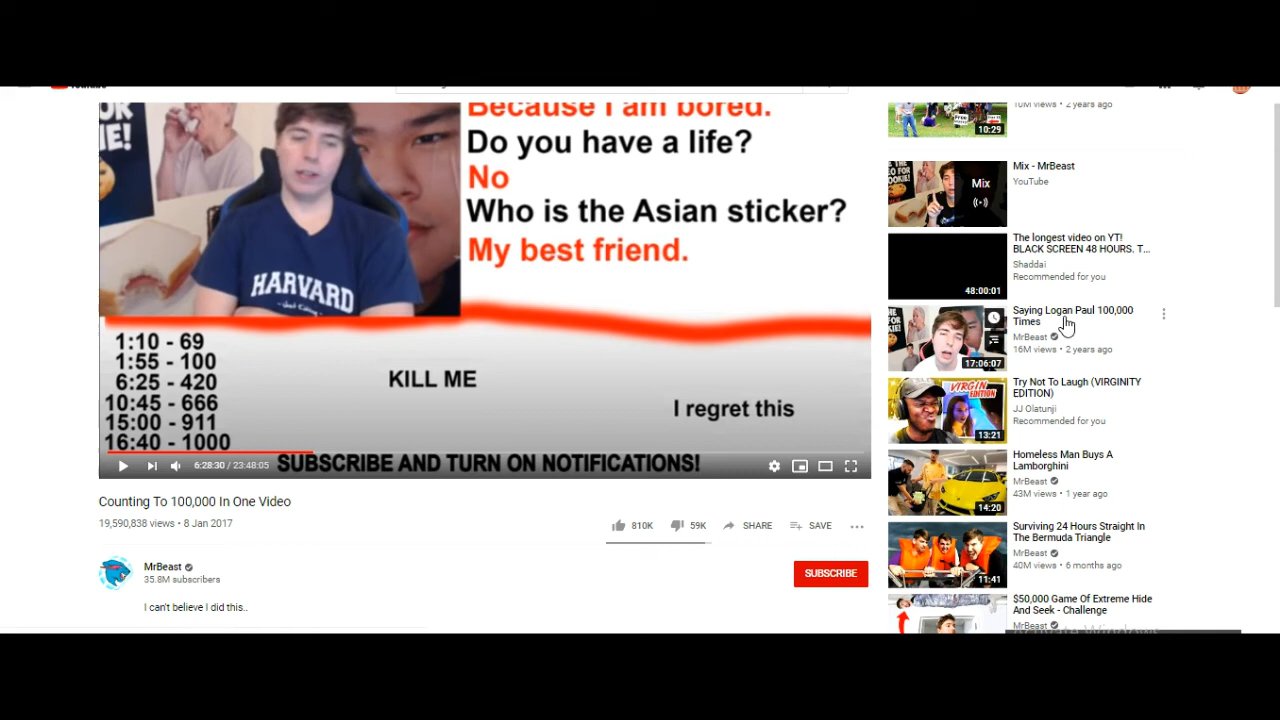 Because I am bored.
Do you have a life?
No
Who is the Asian sticker?
My best friend.
HARVARD
1:10 - 69
1:55 - 100
6:25 - 420
10:45 - 666
15:00 - 911
16:40 - 1000
KILL ME
I regret this
SUBSCRIBE AND TURN ON NOTIFICATIONS!
6:28:30 / 23:48:05
Counting To 100,000 In One Video
19,590,838 views • 8 Jan 2017
810K
59K
SHARE
SAVE
MrBeast
35.8M subscribers
SUBSCRIBE
I can't believe I did this..
10M views • 2 years ago
10:29
Mix
Mix - MrBeast
YouTube
The longest video on YT!
BLACK SCREEN 48 HOURS. T...
Shaddai
Recommended for you
48:00:01
Saying Logan Paul 100,000
Times
MrBeast
16M views • 2 years ago
17:06:07
Try Not To Laugh (VIRGINITY
EDITION)
JJ Olatunji
Recommended for you
VIRGIN
EDITION
13:21
Homeless Man Buys A
Lamborghini
MrBeast
43M views • 1 year ago
14:20
Surviving 24 Hours Straight In
The Bermuda Triangle
MrBeast
40M views • 6 months ago
11:41
$50,000 Game Of Extreme Hide
And Seek - Challenge
MrBeast